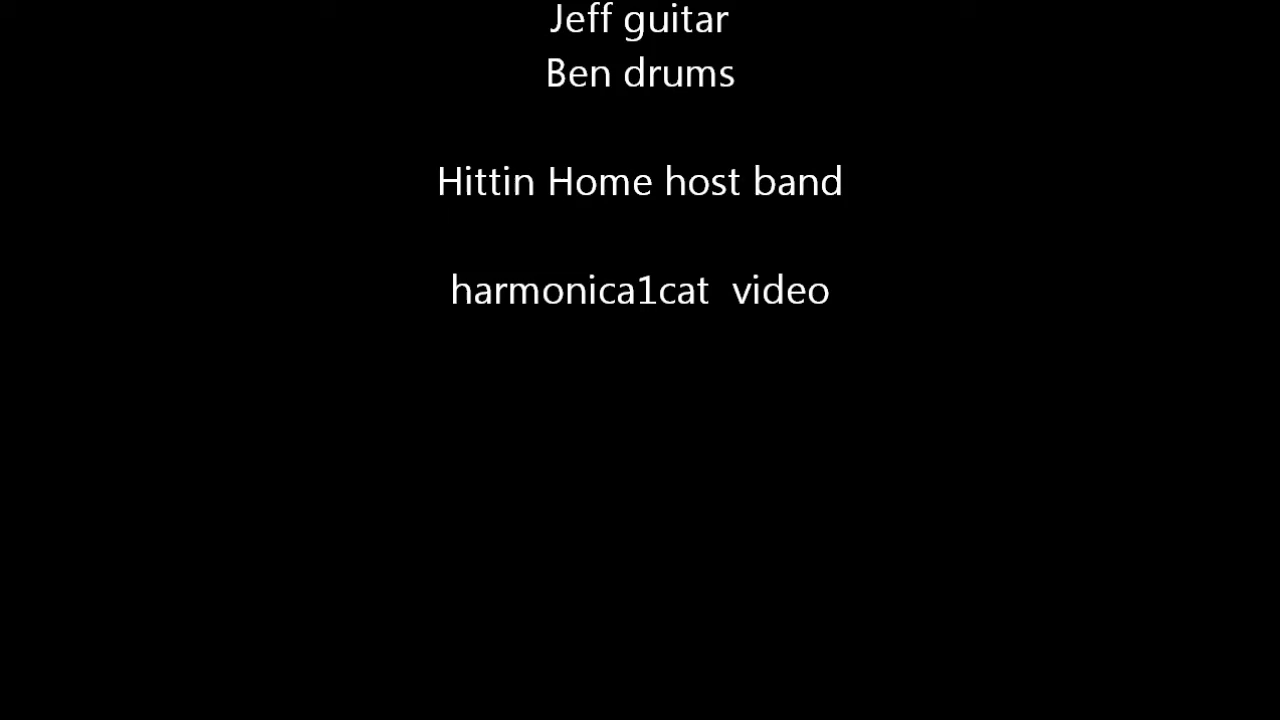 Jeff guitar
Ben drums
Hittin Home host band
harmonica1cat  video